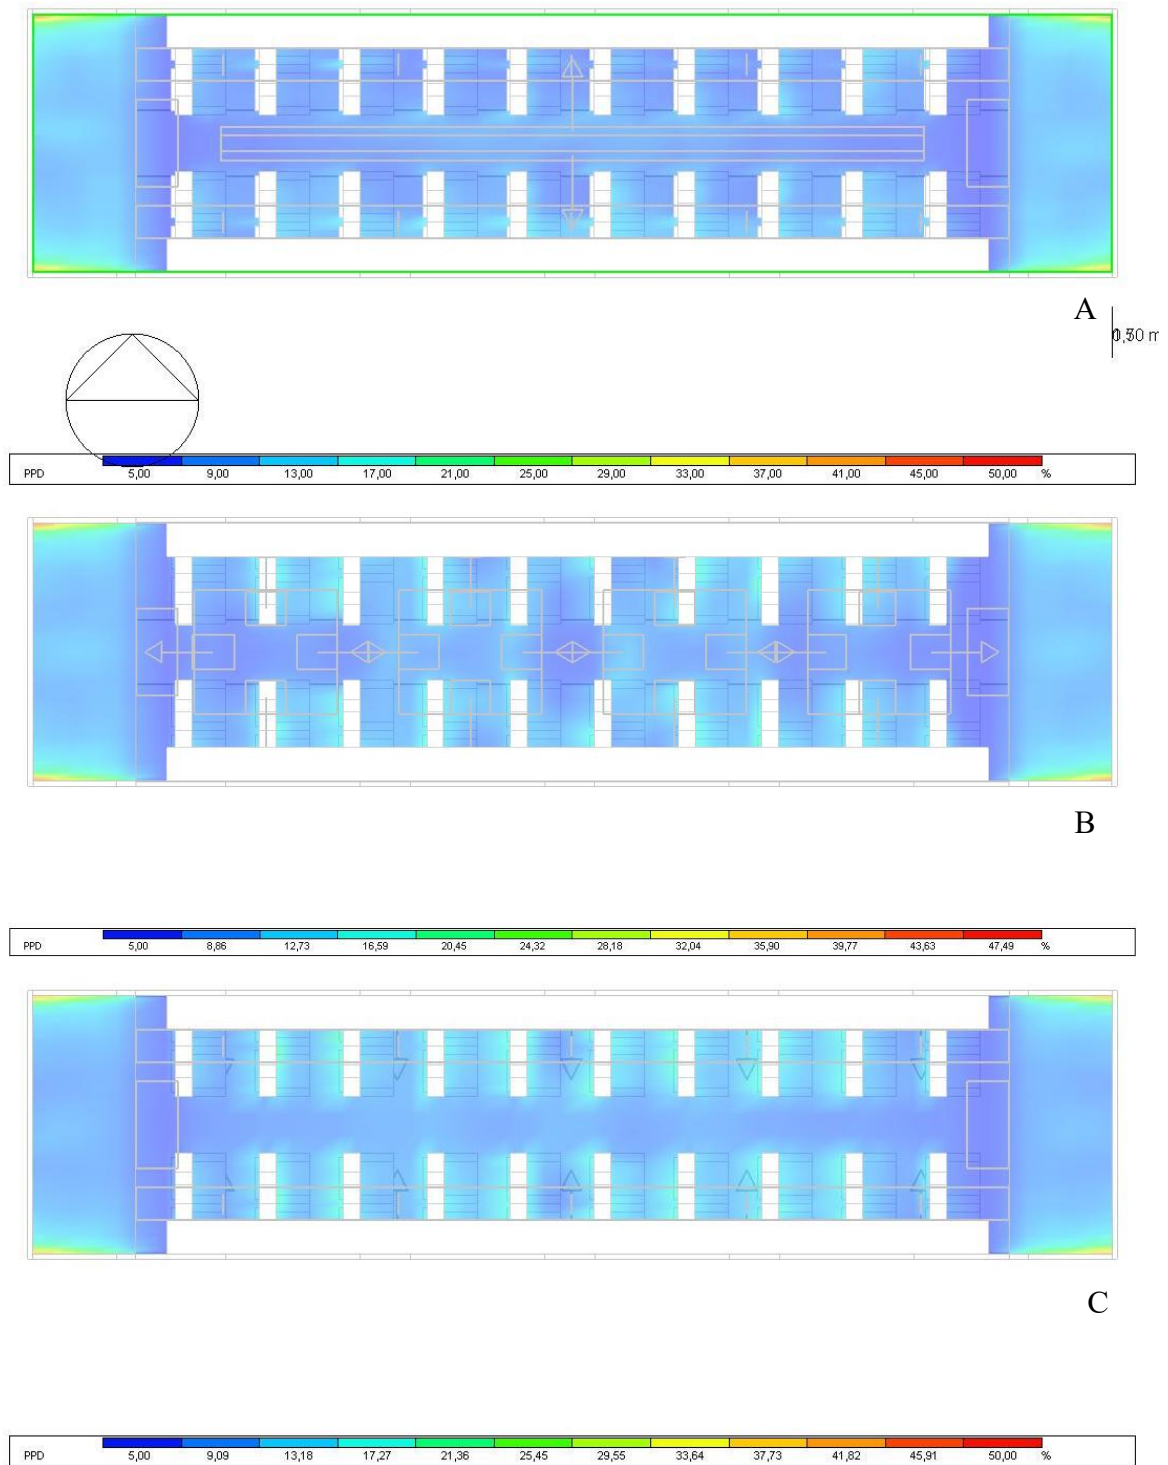 A
PPD 5,00 9,00 13,00 17,00 21,00 25,00 29,00 33,00 37,00 41,00 45,00 50,00 %
B
PPD 5,00 8,86 12,73 16,59 20,45 24,32 28,18 32,04 35,90 39,77 43,63 47,49 %
C
PPD 5,00 9,09 13,18 17,27 21,36 25,45 29,55 33,64 37,73 41,82 45,91 50,00 %